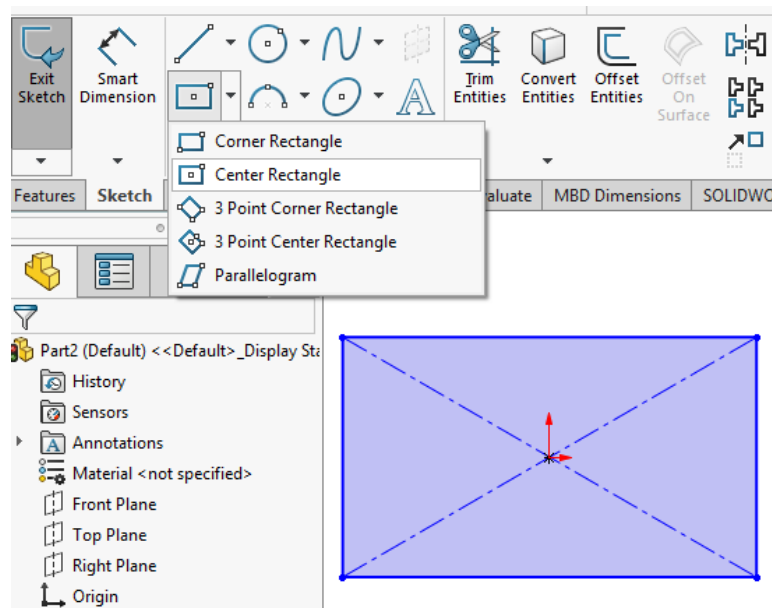 Exit Sketch
Smart Dimension
Trim Entities
Convert Entities
Offset Entities
Offset On Surface
Corner Rectangle
Center Rectangle
3 Point Corner Rectangle
3 Point Center Rectangle
Parallelogram
Features
Sketch
aluate
MBD Dimensions
SOLIDWO
Part2 (Default) <<Default>_Display Sta
History
Sensors
A Annotations
Material <not specified>
Front Plane
Top Plane
Right Plane
Origin